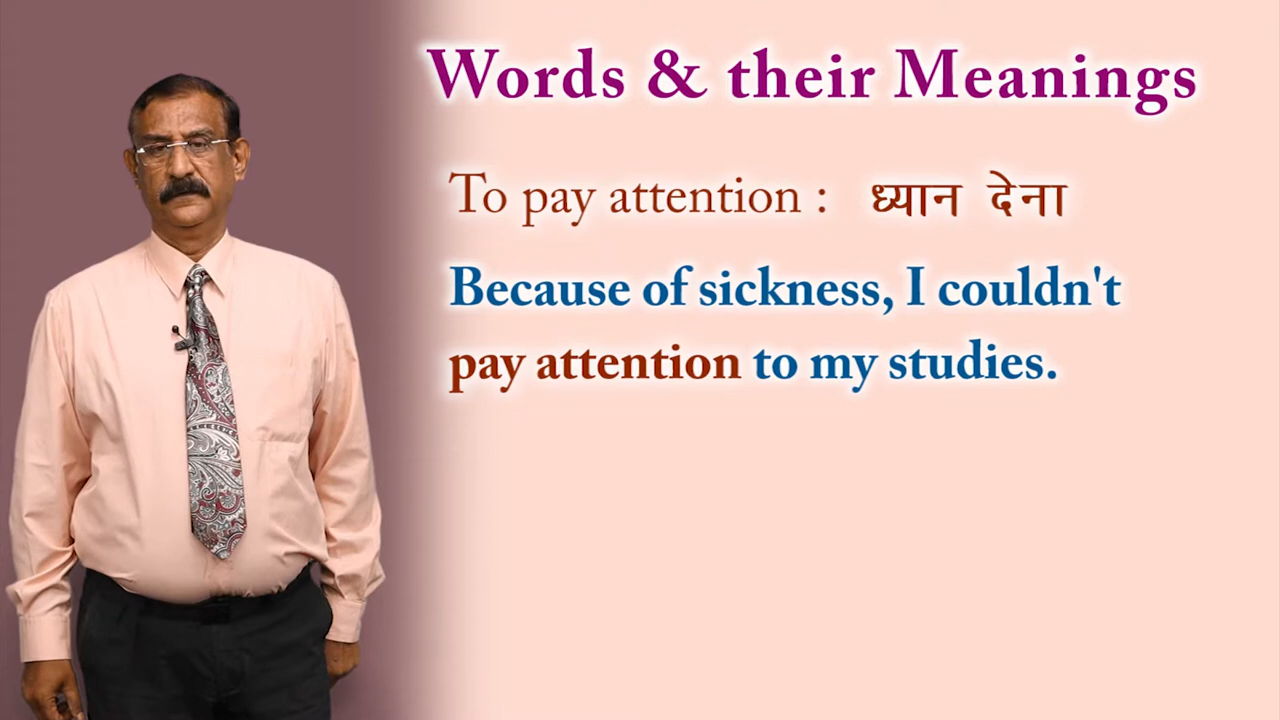 Words & their Meanings
To pay attention : ध्यान देना
Because of sickness, I couldn't
pay attention to my studies.